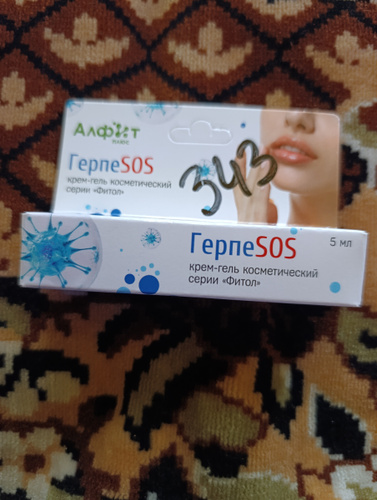 Алфит
плюс
ГерпеSOS
крем-гель косметический
серии «Фитол»
343
ГерпеSOS
5 мл
крем-гель косметический
серии «Фитол»